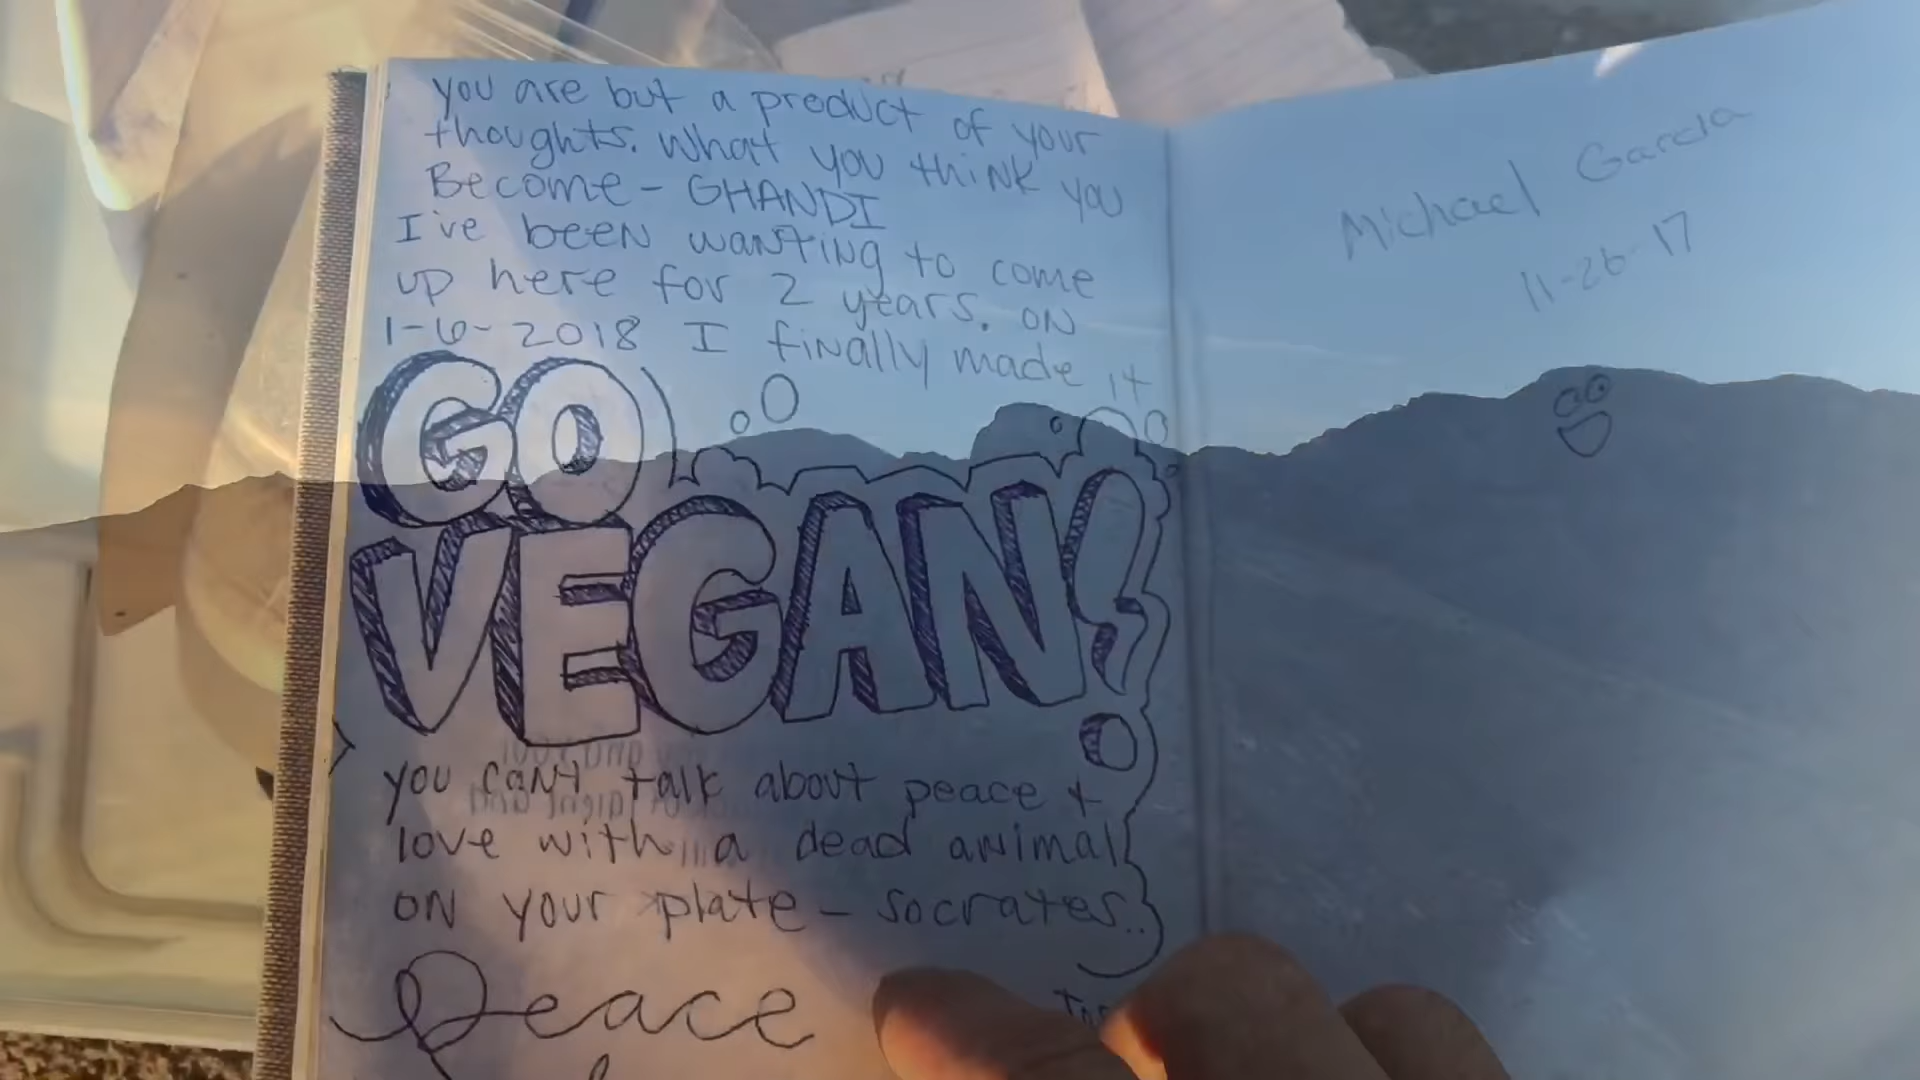 you are but a product of your
thoughts. What you think you
Become - GHANDI
I've been wanting to come
up here for 2 years. ON
1-6-2018 I finally made it
GO
VEGAN!
you can't talk about peace +
love with a dead animal
on your plate - socrates..
Peace
Michael Garcia
11-26-17